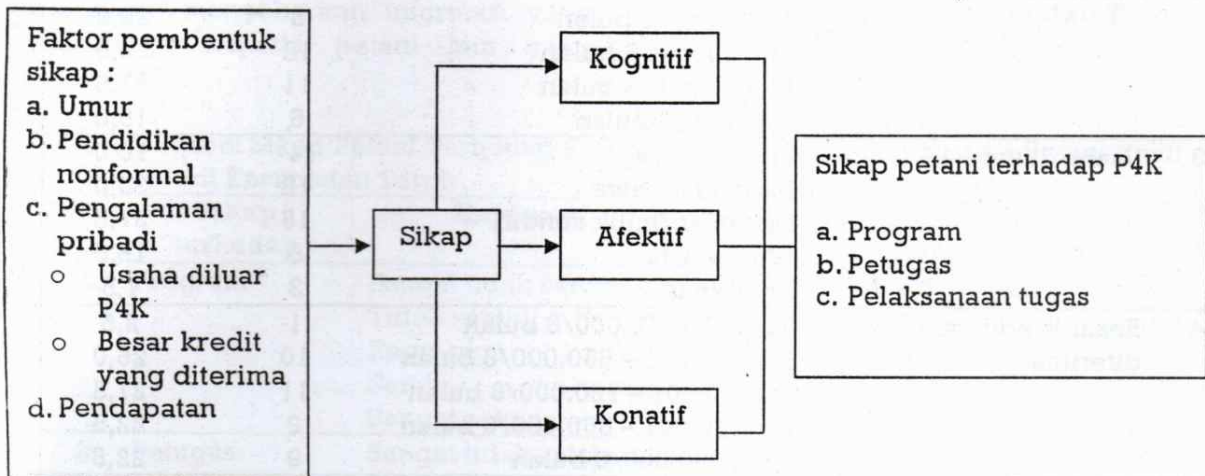 Faktor pembentuk
sikap :
a. Umur
b. Pendidikan
nonformal
c. Pengalaman
pribadi
○ Usaha diluar
P4K
○ Besar kredit
yang diterima
d. Pendapatan
Sikap
Kognitif
Afektif
Konatif
Sikap petani terhadap P4K
a. Program
b. Petugas
c. Pelaksanaan tugas